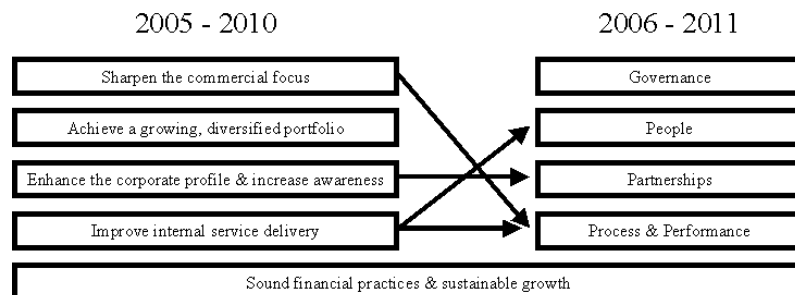 2005 - 2010
2006 - 2011
Sharpen the commercial focus
Governance
Achieve a growing, diversified portfolio
People
Enhance the corporate profile & increase awareness
Partnerships
Improve internal service delivery
Process & Performance
Sound financial practices & sustainable growth